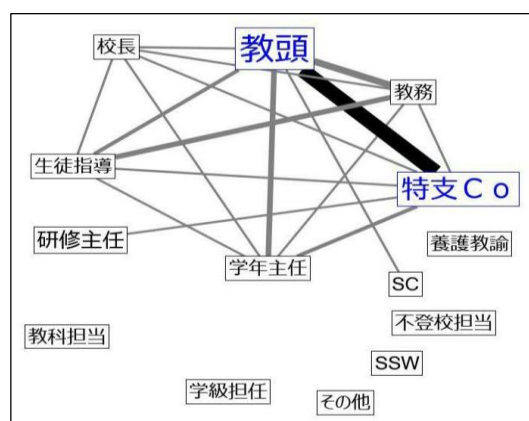 校長
教頭
教務
生徒指導
特支Ｃｏ
研修主任
養護教諭
学年主任
SC
不登校担当
教科担当
SSW
学級担任
その他